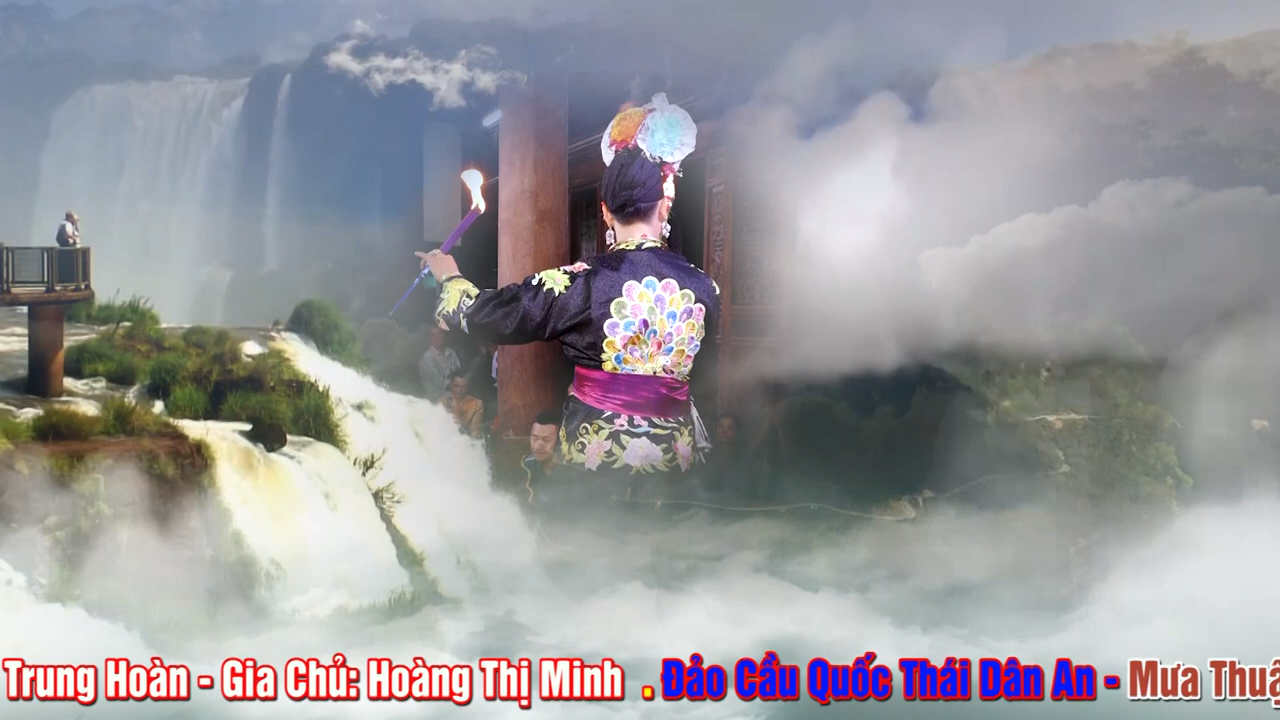 Trung Hoàn - Gia Chủ: Hoàng Thị Minh . Đảo Cầu Quốc Thái Dân An - Mưa